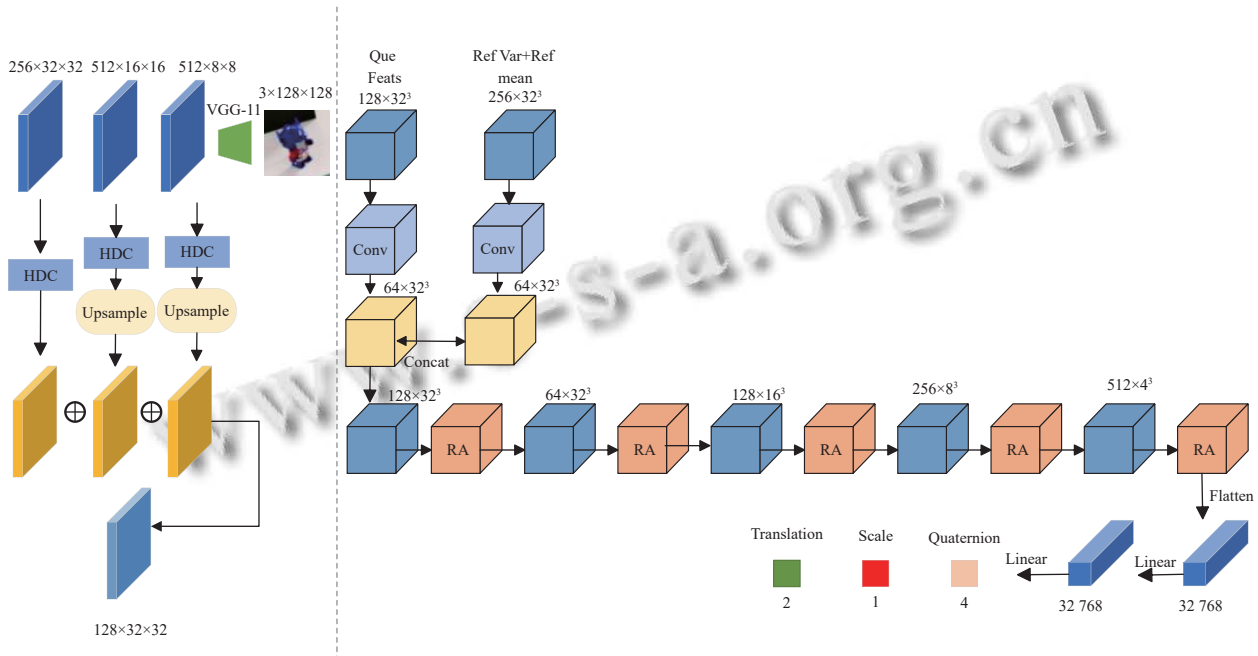 256×32×32
512×16×16
512×8×8
VGG-11
3×128×128
HDC
HDC
HDC
Upsample
Upsample
128×32×32
Que
Feats
128×32³
Ref Var+Ref
mean
256×32³
Conv
Conv
64×32³
64×32³
Concat
128×32³
RA
64×32³
RA
128×16³
RA
256×8³
RA
512×4³
RA
Flatten
Translation
2
Scale
1
Quaternion
4
Linear
Linear
32 768
32 768